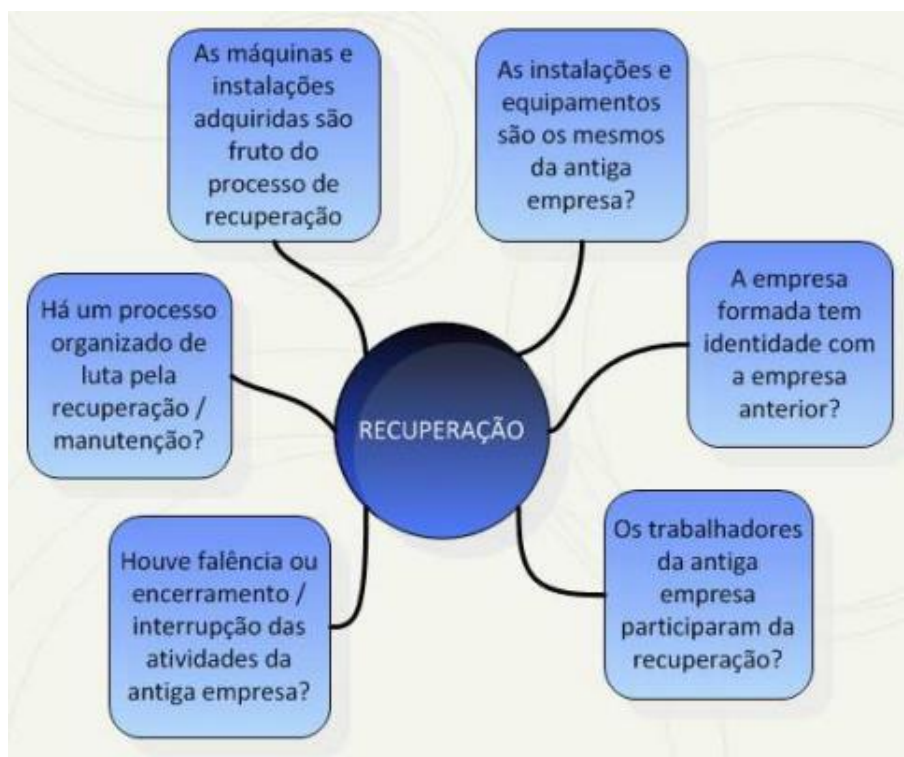 As máquinas e
instalações
adquiridas são
fruto do
processo de
recuperação
As instalações e
equipamentos
são os mesmos
da antiga
empresa?
Há um processo
organizado de
luta pela
recuperação /
manutenção?
A empresa
formada tem
identidade com
a empresa
anterior?
RECUPERAÇÃO
Houve falência ou
encerramento /
interrupção das
atividades da
antiga empresa?
Os trabalhadores
da antiga
empresa
participaram da
recuperação?